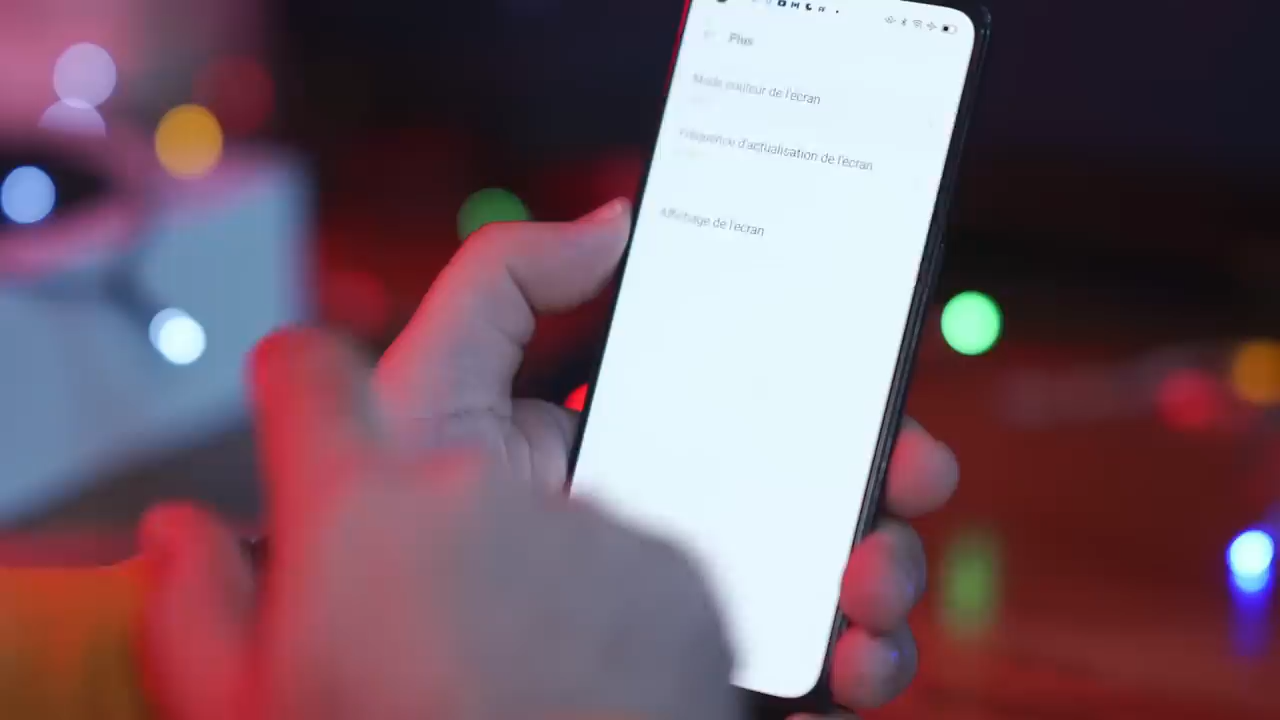 Plus
Mode couleur de l'écran
Fréquence d'actualisation de l'écran
Affichage de l'écran